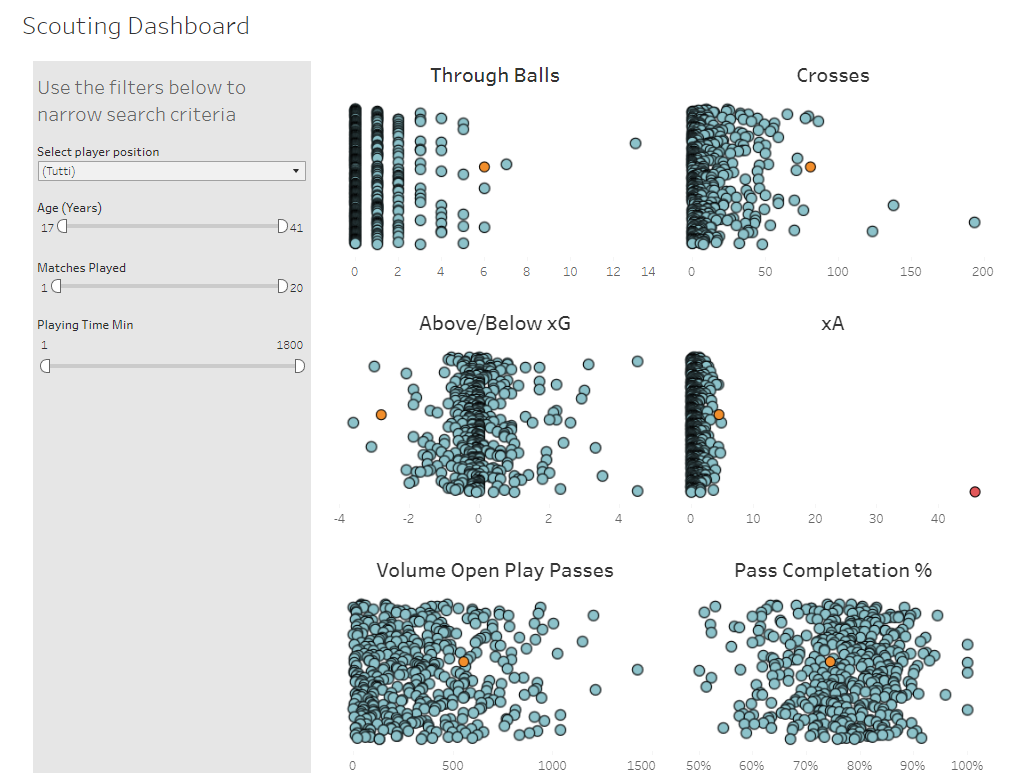 Scouting Dashboard
Use the filters below to
narrow search criteria
Select player position
(Tutti)
Age (Years)
17 41
Matches Played
1 20
Playing Time Min
1 1800
Through Balls
0 2 4 6 8 10 12 14
Crosses
0 50 100 150 200
Above/Below xG
-4 -2 0 2 4
xA
0 10 20 30 40
Volume Open Play Passes
0 500 1000 1500
Pass Completation %
50% 60% 70% 80% 90% 100%